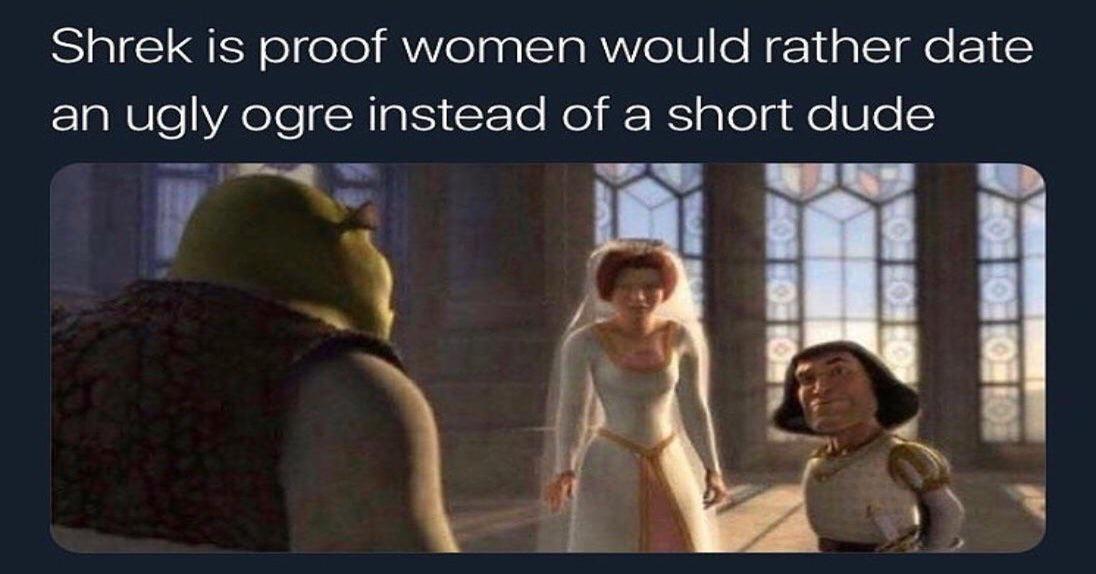 Shrek is proof women would rather date
an ugly ogre instead of a short dude